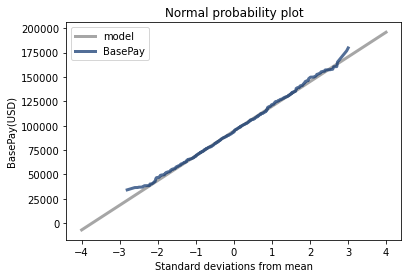 Normal probability plot
model
BasePay
200000
175000
150000
125000
100000
75000
50000
25000
0
BasePay(USD)
−4 −3 −2 −1 0 1 2 3 4
Standard deviations from mean